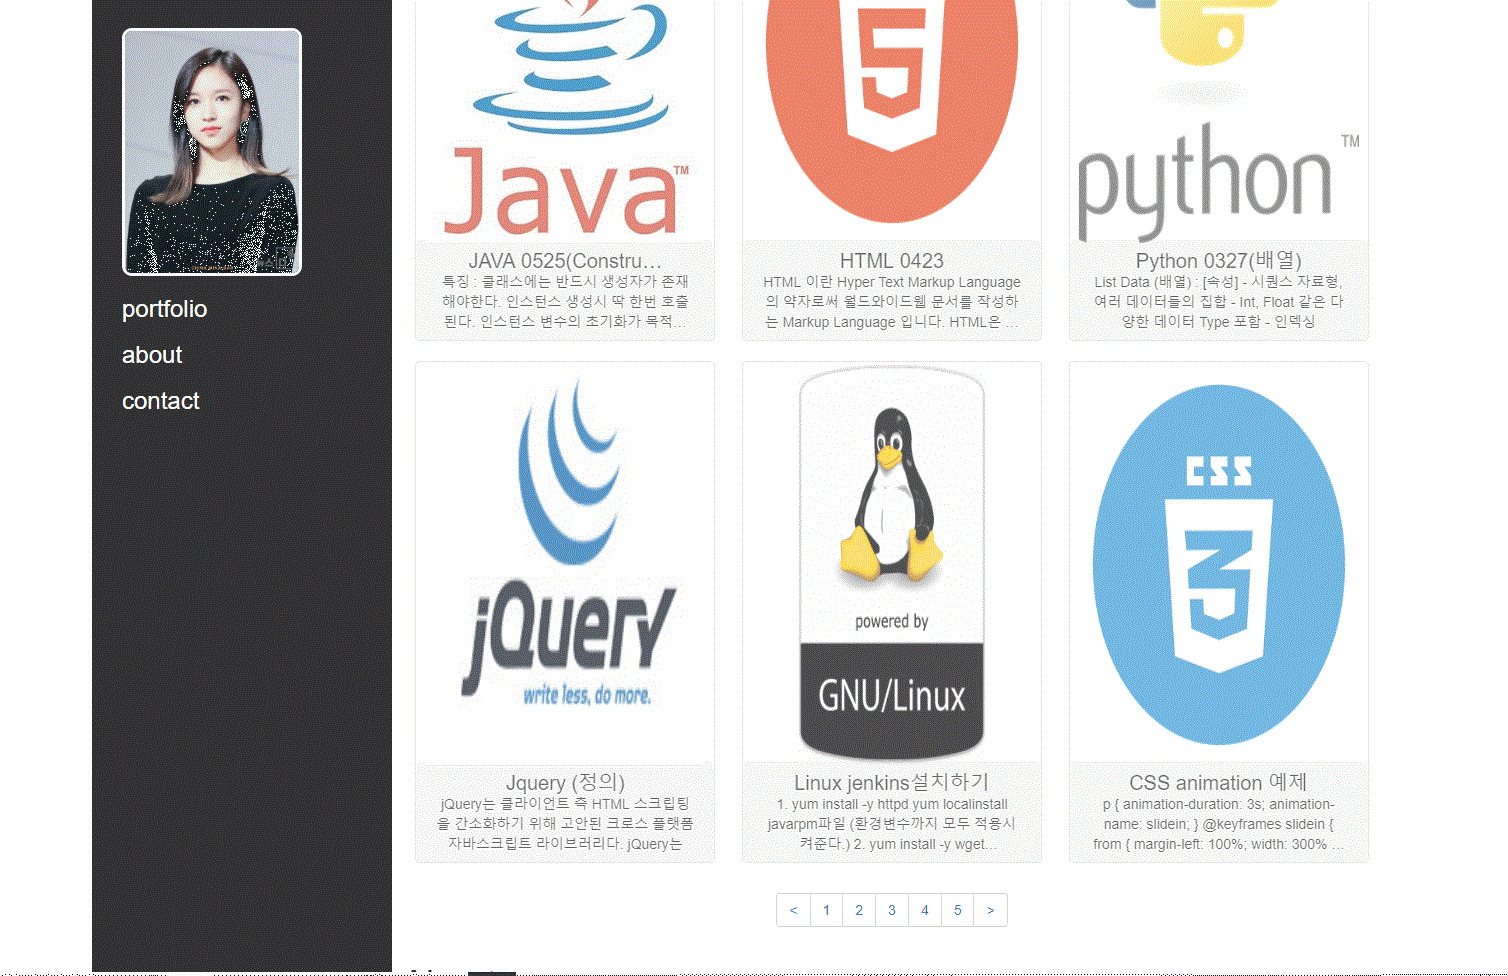 portfolio
about
contact
5
Java™
python™
JAVA 0525(Constru...
특징 : 클래스에는 반드시 생성자가 존재
해야한다. 인스턴스 생성시 딱 한번 호출
된다. 인스턴스 변수의 초기화가 목적...
HTML 0423
HTML 이란 Hyper Text Markup Language
의 약자로써 월드와이드웹 문서를 작성하
는 Markup Language 입니다. HTML은 ...
Python 0327(배열)
List Data (배열) : [속성] - 시퀀스 자료형,
여러 데이터들의 집합 - Int, Float 같은 다
양한 데이터 Type 포함 - 인덱싱
jQuery
write less, do more.
powered by
GNU/Linux
CSS
3
Jquery (정의)
jQuery는 클라이언트 측 HTML 스크립팅
을 간소화하기 위해 고안된 크로스 플랫폼
자바스크립트 라이브러리다. jQuery는
Linux jenkins설치하기
1. yum install -y httpd yum localinstall
javarpm파일 (환경변수까지 모두 적용시
켜준다.) 2. yum install -y wget...
CSS animation 예제
p { animation-duration: 3s; animation-
name: slidein; } @keyframes slidein {
from { margin-left: 100%; width: 300% ...
< 1 2 3 4 5 >